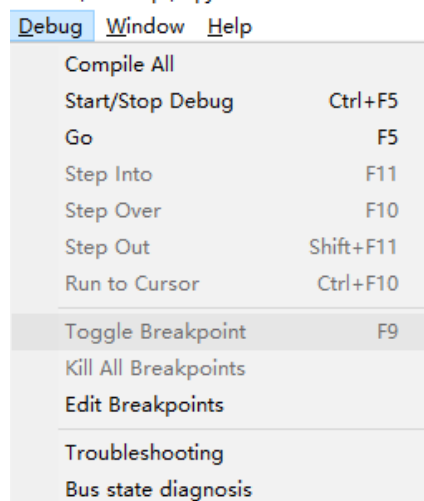 Debug Window Help
Compile All
Start/Stop Debug Ctrl+F5
Go F5
Step Into F11
Step Over F10
Step Out Shift+F11
Run to Cursor Ctrl+F10
Toggle Breakpoint F9
Kill All Breakpoints
Edit Breakpoints
Troubleshooting
Bus state diagnosis